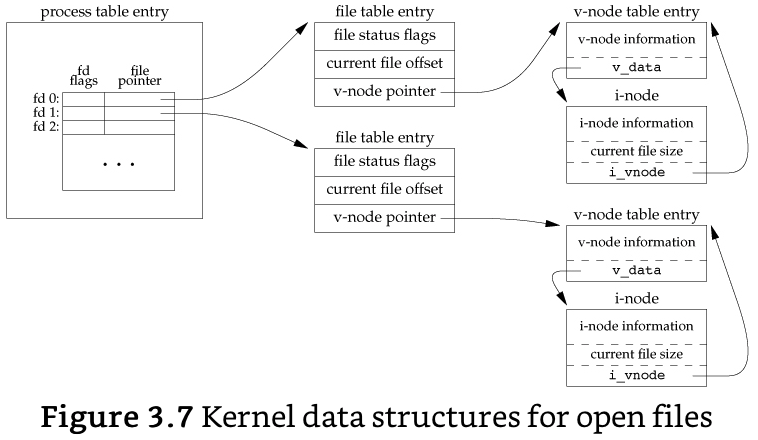 process table entry
fd
flags
file
pointer
fd 0:
fd 1:
fd 2:
. . .
file table entry
file status flags
current file offset
v-node pointer
file table entry
file status flags
current file offset
v-node pointer
v-node table entry
v-node information
v_data
i-node
i-node information
current file size
i_vnode
v-node table entry
v-node information
v_data
i-node
i-node information
current file size
i_vnode
Figure 3.7 Kernel data structures for open files